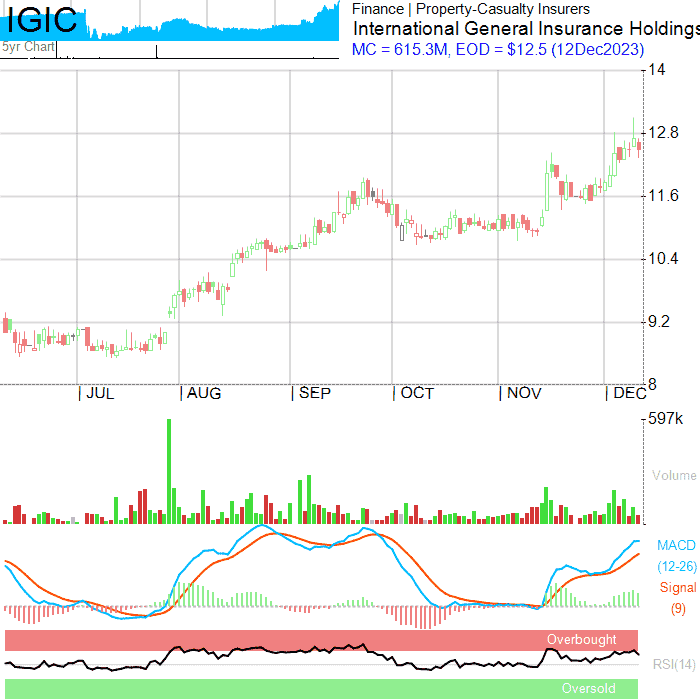 IGIC
5yr Chart
Finance | Property-Casualty Insurers
International General Insurance Holdings
MC = 615.3M, EOD = $12.5 (12Dec2023)
14
12.8
11.6
10.4
9.2
8
| JUL | AUG | SEP | OCT | NOV | DEC
597k
Volume
MACD
(12-26)
Signal
(9)
Overbought
RSI(14)
Oversold